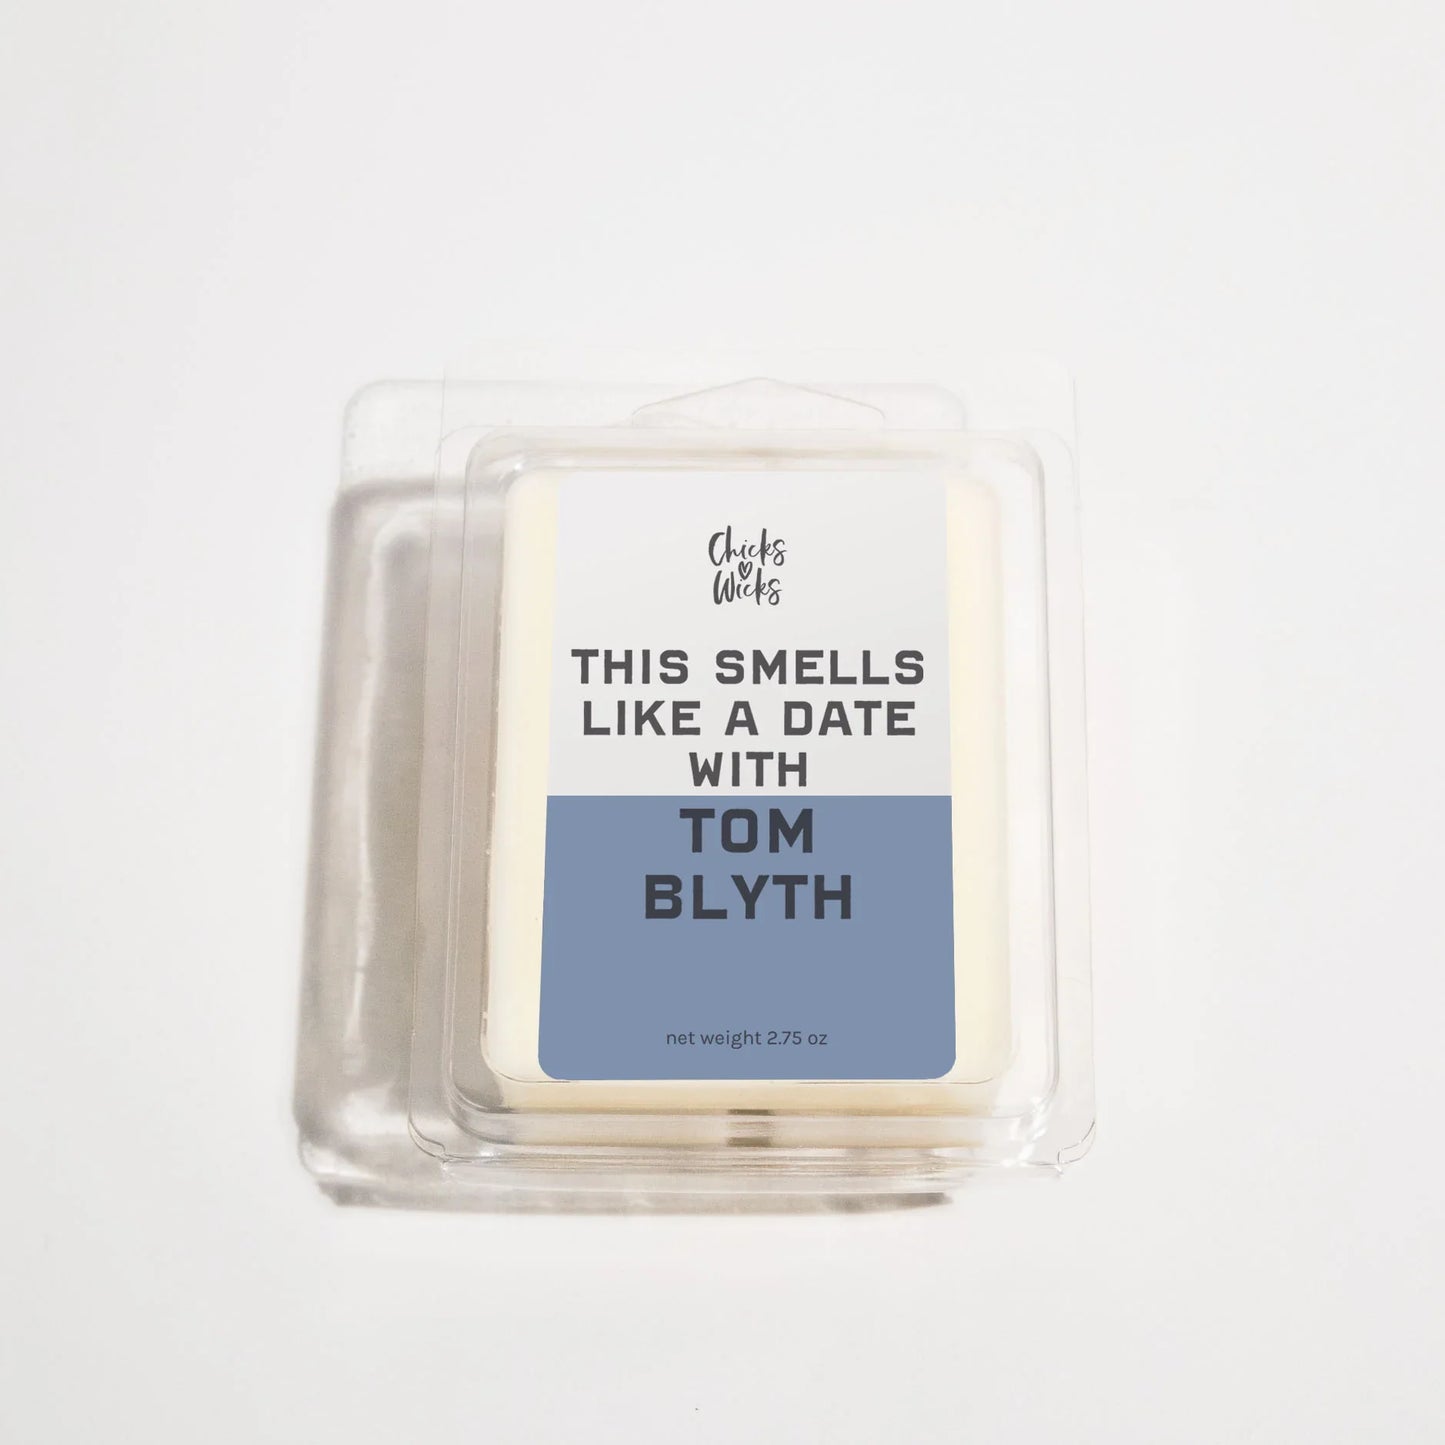 Chicks
Wicks
THIS SMELLS
LIKE A DATE
WITH
TOM
BLYTH
net weight 2.75 oz